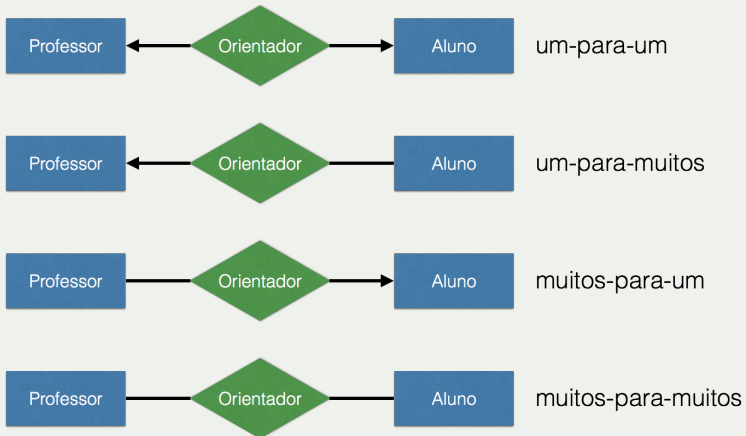 Professor Orientador Aluno um-para-um
Professor Orientador Aluno um-para-muitos
Professor Orientador Aluno muitos-para-um
Professor Orientador Aluno muitos-para-muitos